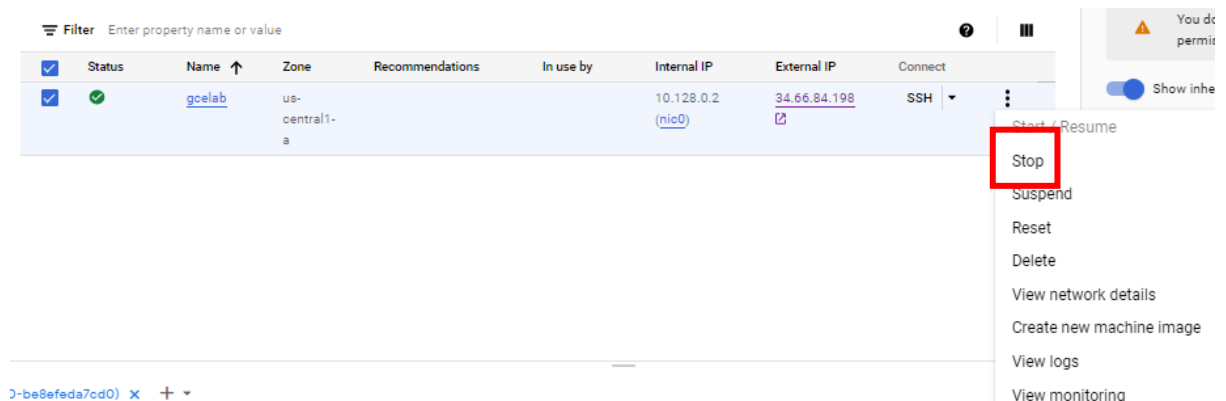 You do
Filter Enter property name or value
permis
Status Name Zone Recommendations In use by Internal IP External IP Connect
Show inhe
gcelab us- 10.128.0.2 34.66.84.198 SSH
central1- (nic0)
a
Start / Resume
Stop
Suspend
Reset
Delete
View network details
Create new machine image
View logs
0-be8efeda7cd0)
View monitoring